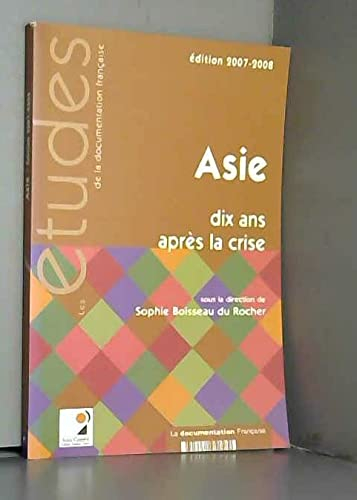 édition 2007-2008
Les études
de la documentation française
Asie
dix ans
après la crise
sous la direction de
Sophie Boisseau du Rocher
La documentation Française